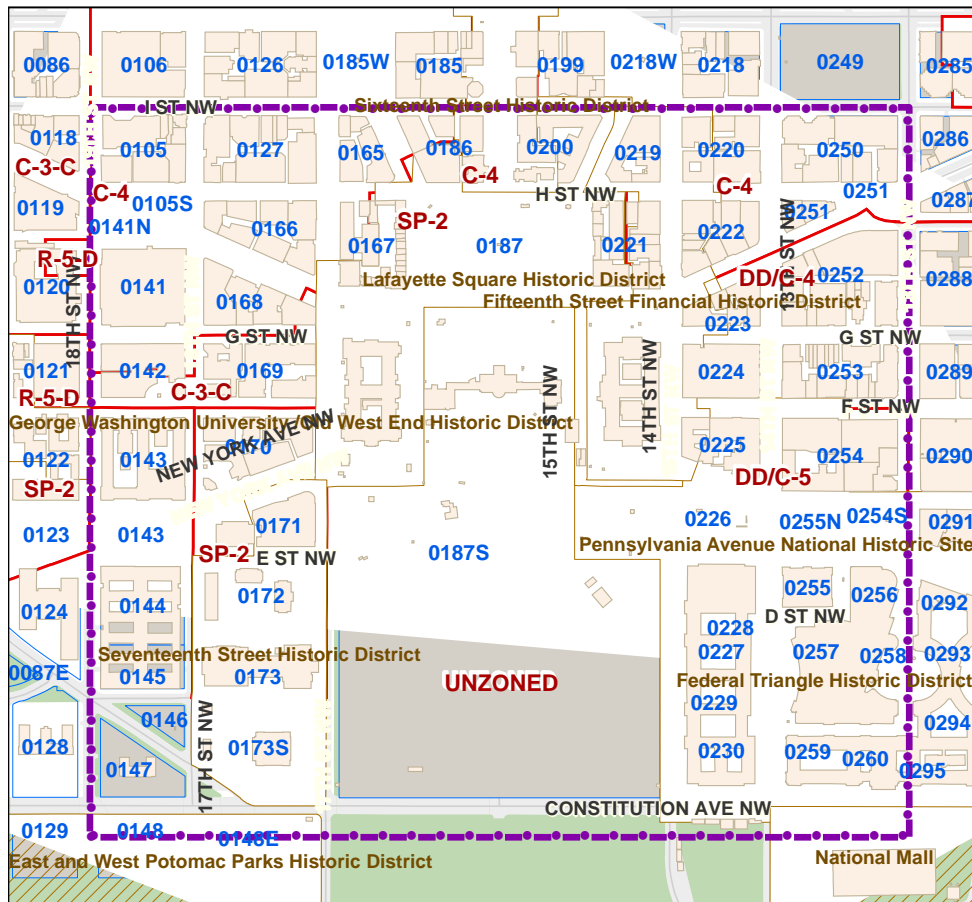 0086
0106
0126
0185W
0185
0199
0218W
0218
0249
0285
I ST NW
Sixteenth Street Historic District
0118
0105
0127
0165
0186
0200
0219
0220
0250
0286
C-3-C
C-4
C-4
C-4
0119
0105S
0141N
H ST NW
0251
0251
0287
SP-2
0166
0167
0187
0221
0222
13TH ST NW
R-5-D
18TH ST NW
0120
0141
0168
Lafayette Square Historic District
DD/C-4
0252
0288
Fifteenth Street Financial Historic District
0223
G ST NW
G ST NW
0121
0142
0169
15TH ST NW
14TH ST NW
0224
0253
0289
R-5-D
C-3-C
F ST NW
George Washington University/Old West End Historic District
NEW YORK AVE NW
0122
0143
0170
0225
0254
0290
SP-2
DD/C-5
0123
0143
0171
0226
0255N
0254S
0291
SP-2
E ST NW
0187S
Pennsylvania Avenue National Historic Site
0124
0144
0172
0255
0256
0292
D ST NW
0228
0227
0257
0258
0293
Seventeenth Street Historic District
0087E
0145
0173
UNZONED
Federal Triangle Historic District
0229
0146
17TH ST NW
0294
0128
0147
0173S
0230
0259
0260
0295
CONSTITUTION AVE NW
0129
0148
0148E
East and West Potomac Parks Historic District
National Mall